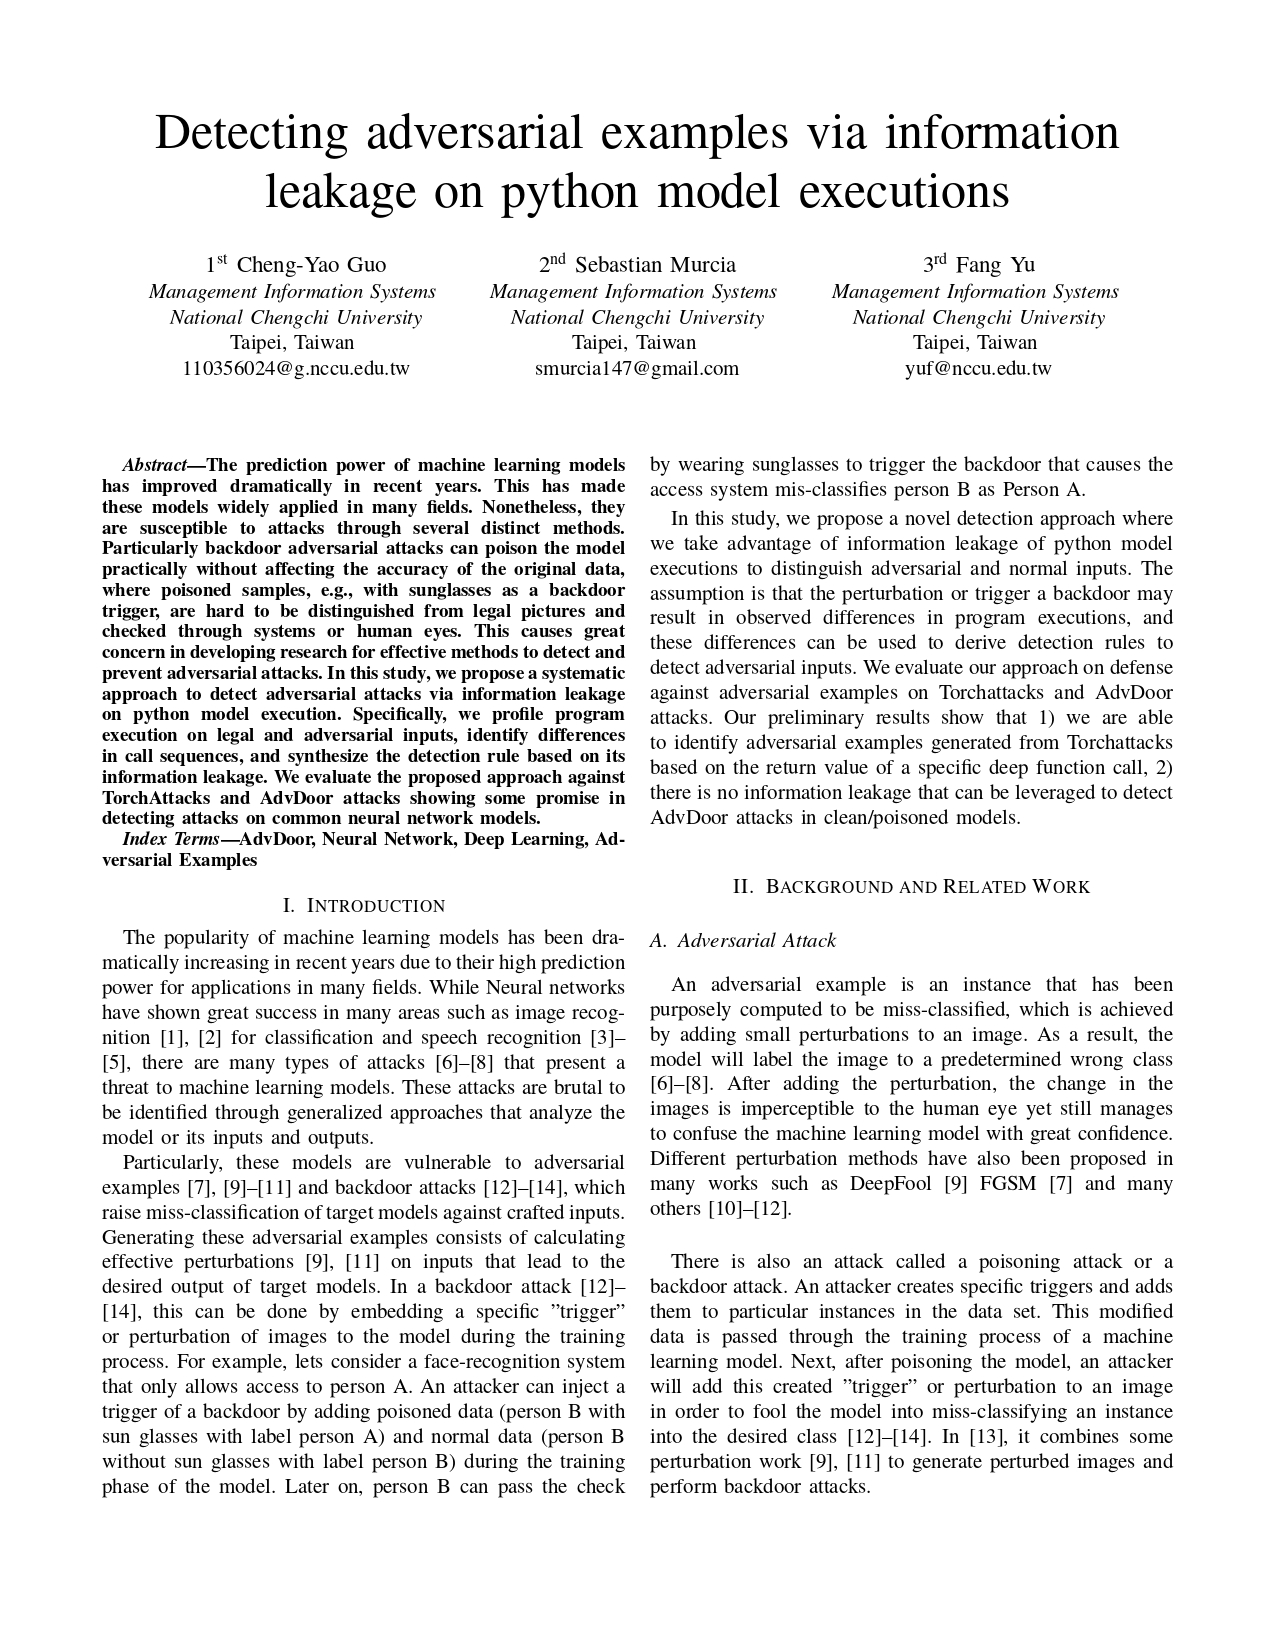 Detecting adversarial examples via information
leakage on python model executions
1st Cheng-Yao Guo
Management Information Systems
National Chengchi University
Taipei, Taiwan
110356024@g.nccu.edu.tw
2nd Sebastian Murcia
Management Information Systems
National Chengchi University
Taipei, Taiwan
smurcia147@gmail.com
3rd Fang Yu
Management Information Systems
National Chengchi University
Taipei, Taiwan
yuf@nccu.edu.tw
Abstract—The prediction power of machine learning models
has improved dramatically in recent years. This has made
these models widely applied in many fields. Nonetheless, they
are susceptible to attacks through several distinct methods.
Particularly backdoor adversarial attacks can poison the model
practically without affecting the accuracy of the original data,
where poisoned samples, e.g., with sunglasses as a backdoor
trigger, are hard to be distinguished from legal pictures and
checked through systems or human eyes. This causes great
concern in developing research for effective methods to detect and
prevent adversarial attacks. In this study, we propose a systematic
approach to detect adversarial attacks via information leakage
on python model execution. Specifically, we profile program
execution on legal and adversarial inputs, identify differences
in call sequences, and synthesize the detection rule based on its
information leakage. We evaluate the proposed approach against
TorchAttacks and AdvDoor attacks showing some promise in
detecting attacks on common neural network models.
Index Terms—AdvDoor, Neural Network, Deep Learning, Ad-
versarial Examples
I. INTRODUCTION
The popularity of machine learning models has been dra-
matically increasing in recent years due to their high prediction
power for applications in many fields. While Neural networks
have shown great success in many areas such as image recog-
nition [1], [2] for classification and speech recognition [3]–
[5], there are many types of attacks [6]–[8] that present a
threat to machine learning models. These attacks are brutal to
be identified through generalized approaches that analyze the
model or its inputs and outputs.
Particularly, these models are vulnerable to adversarial
examples [7], [9]–[11] and backdoor attacks [12]–[14], which
raise miss-classification of target models against crafted inputs.
Generating these adversarial examples consists of calculating
effective perturbations [9], [11] on inputs that lead to the
desired output of target models. In a backdoor attack [12]–
[14], this can be done by embedding a specific ”trigger”
or perturbation of images to the model during the training
process. For example, lets consider a face-recognition system
that only allows access to person A. An attacker can inject a
trigger of a backdoor by adding poisoned data (person B with
sun glasses with label person A) and normal data (person B
without sun glasses with label person B) during the training
phase of the model. Later on, person B can pass the check
by wearing sunglasses to trigger the backdoor that causes the
access system mis-classifies person B as Person A.
In this study, we propose a novel detection approach where
we take advantage of information leakage of python model
executions to distinguish adversarial and normal inputs. The
assumption is that the perturbation or trigger a backdoor may
result in observed differences in program executions, and
these differences can be used to derive detection rules to
detect adversarial inputs. We evaluate our approach on defense
against adversarial examples on Torchattacks and AdvDoor
attacks. Our preliminary results show that 1) we are able
to identify adversarial examples generated from Torchattacks
based on the return value of a specific deep function call, 2)
there is no information leakage that can be leveraged to detect
AdvDoor attacks in clean/poisoned models.
II. BACKGROUND AND RELATED WORK
A. Adversarial Attack
An adversarial example is an instance that has been
purposely computed to be miss-classified, which is achieved
by adding small perturbations to an image. As a result, the
model will label the image to a predetermined wrong class
[6]–[8]. After adding the perturbation, the change in the
images is imperceptible to the human eye yet still manages
to confuse the machine learning model with great confidence.
Different perturbation methods have also been proposed in
many works such as DeepFool [9] FGSM [7] and many
others [10]–[12].
There is also an attack called a poisoning attack or a
backdoor attack. An attacker creates specific triggers and adds
them to particular instances in the data set. This modified
data is passed through the training process of a machine
learning model. Next, after poisoning the model, an attacker
will add this created ”trigger” or perturbation to an image
in order to fool the model into miss-classifying an instance
into the desired class [12]–[14]. In [13], it combines some
perturbation work [9], [11] to generate perturbed images and
perform backdoor attacks.